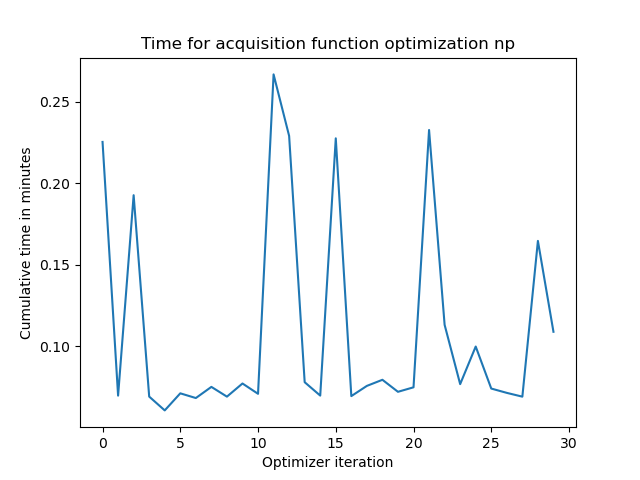 Time for acquisition function optimization np
Cumulative time in minutes
0.25
0.20
0.15
0.10
0 5 10 15 20 25 30
Optimizer iteration